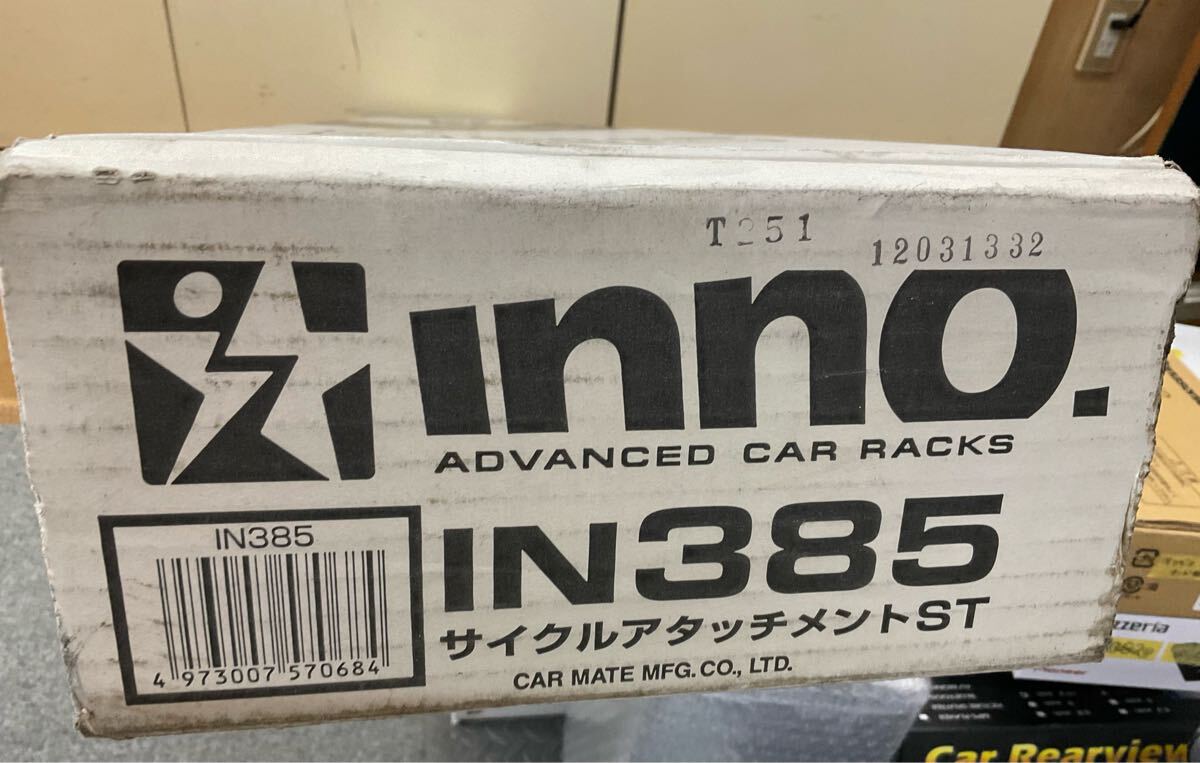 T251
12031332
inno.
ADVANCED CAR RACKS
IN385
IN385
サイクルアタッチメントST
4 973007 570684
CAR MATE MFG. CO., LTD.
zzeria
Car Rearview